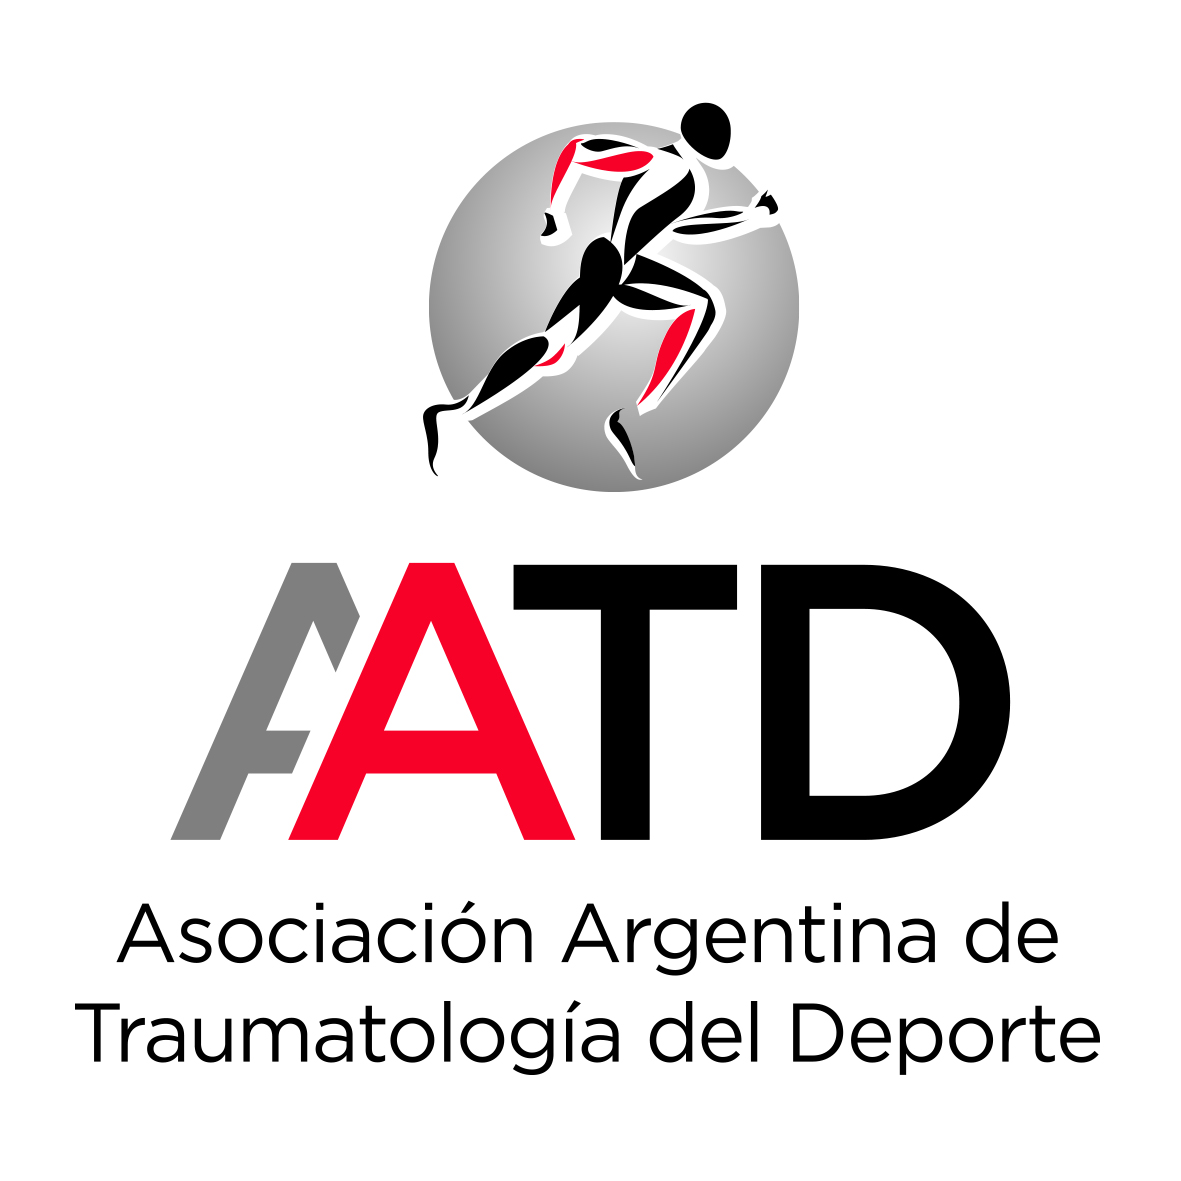 AATD
Asociación Argentina de
Traumatología del Deporte